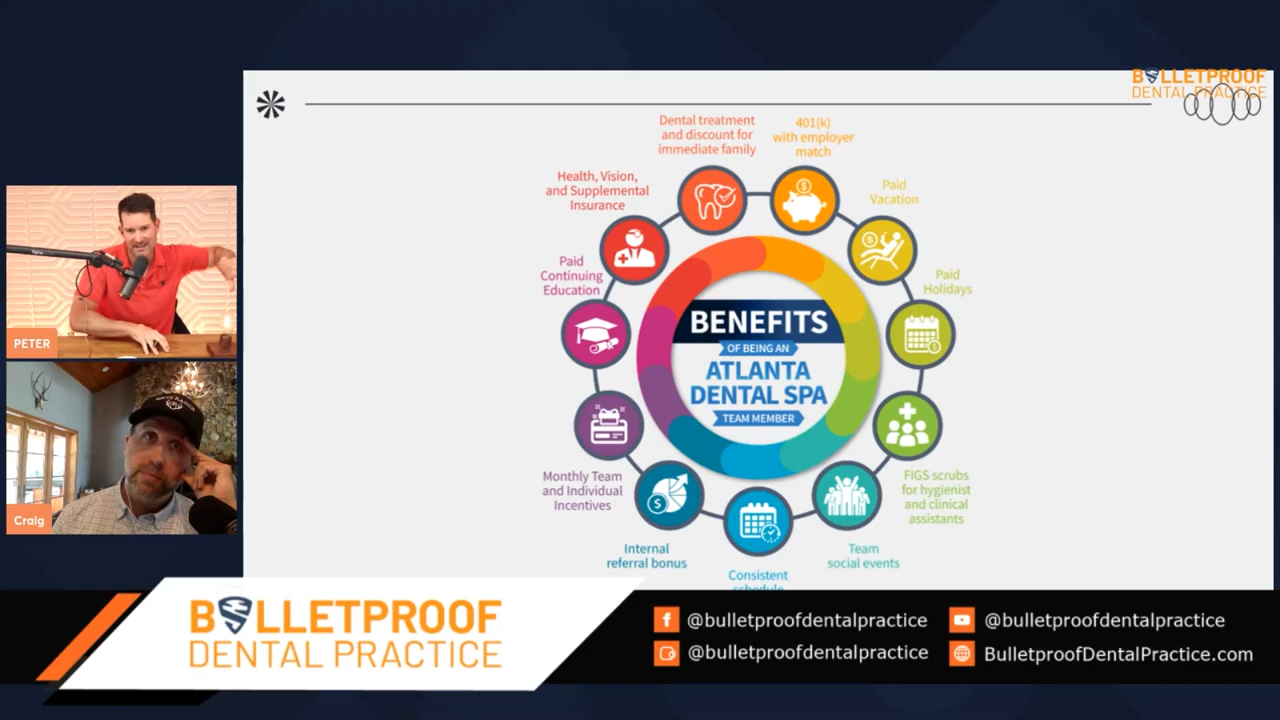 BULLETPROOF
DENTAL PRACTICE
Dental treatment
and discount for
immediate family
401(k)
with employer
match
Health, Vision,
and Supplemental
Insurance
Paid
Vacation
Paid
Continuing
Education
Paid
Holidays
BENEFITS
OF BEING AN
ATLANTA
DENTAL SPA
TEAM MEMBER
Monthly Team
and Individual
Incentives
FIGS scrubs
for hygienist
and clinical
assistants
Internal
referral bonus
Team
social events
Consistent
schedule
PETER
Craig
BULLETPROOF
DENTAL PRACTICE
@bulletproofdentalpractice
@bulletproofdentalpractice
@bulletproofdentalpractice
BulletproofDentalPractice.com